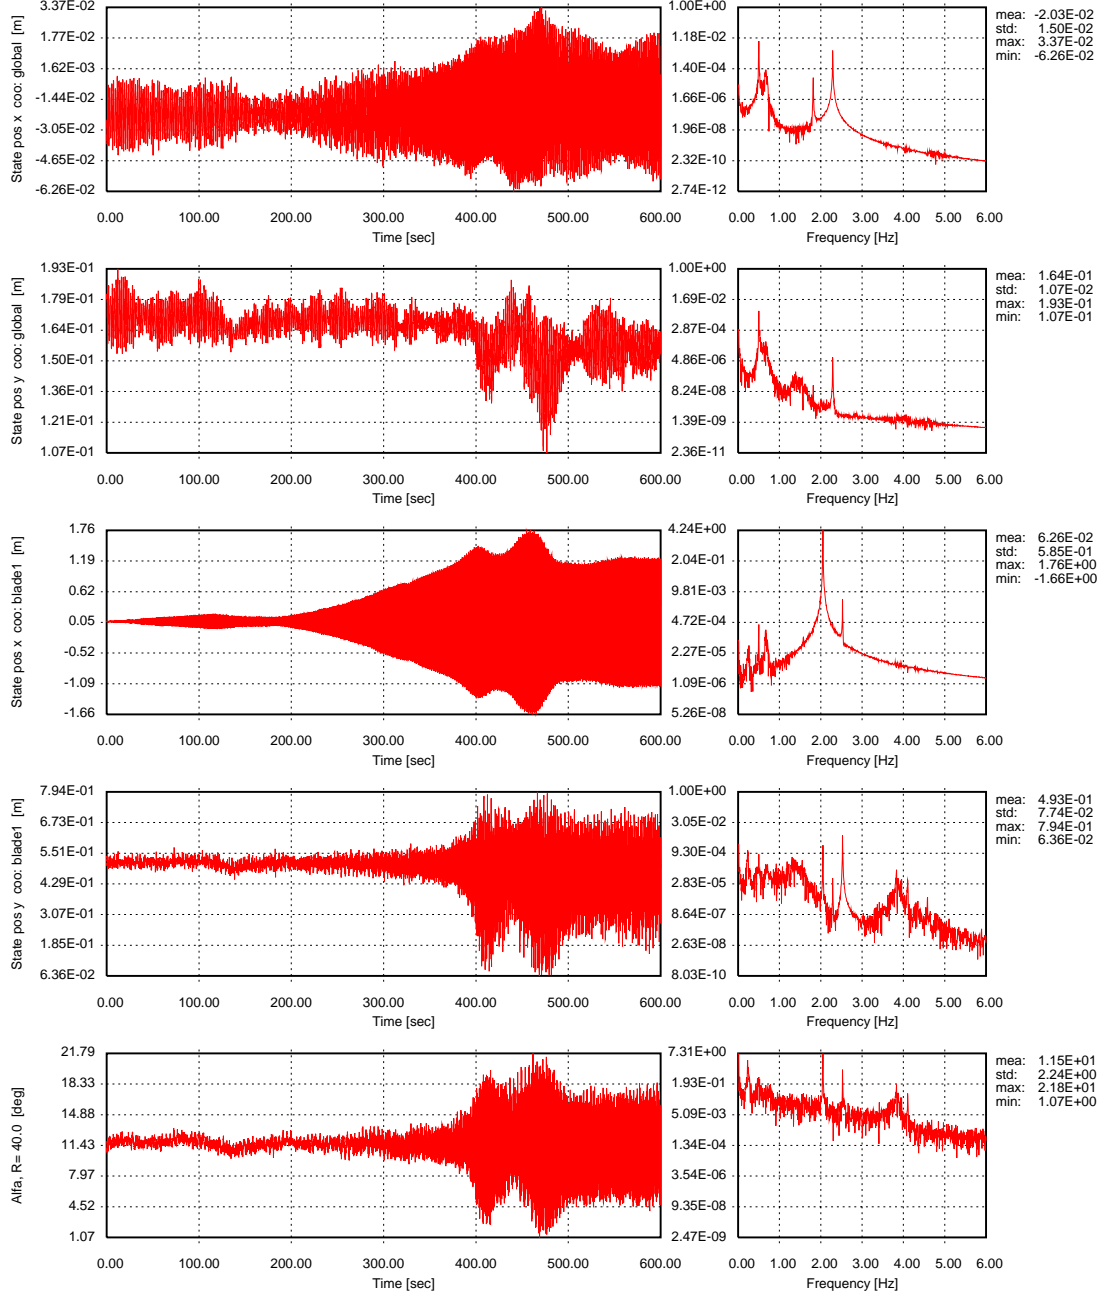 State pos x  coo: global  [m]
3.37E-02
1.77E-02
1.62E-03
-1.44E-02
-3.05E-02
-4.65E-02
-6.26E-02
0.00 100.00 200.00 300.00 400.00 500.00 600.00
Time [sec]
1.00E+00
1.18E-02
1.40E-04
1.66E-06
1.96E-08
2.32E-10
2.74E-12
0.00 1.00 2.00 3.00 4.00 5.00 6.00
Frequency [Hz]
mea: -2.03E-02
std: 1.50E-02
max: 3.37E-02
min: -6.26E-02
State pos y  coo: global  [m]
1.93E-01
1.79E-01
1.64E-01
1.50E-01
1.36E-01
1.21E-01
1.07E-01
0.00 100.00 200.00 300.00 400.00 500.00 600.00
Time [sec]
1.00E+00
1.69E-02
2.87E-04
4.86E-06
8.24E-08
1.39E-09
2.36E-11
0.00 1.00 2.00 3.00 4.00 5.00 6.00
Frequency [Hz]
mea: 1.64E-01
std: 1.07E-02
max: 1.93E-01
min: 1.07E-01
State pos x  coo: blade1  [m]
1.76
1.19
0.62
0.05
-0.52
-1.09
-1.66
0.00 100.00 200.00 300.00 400.00 500.00 600.00
Time [sec]
4.24E+00
2.04E-01
9.81E-03
4.72E-04
2.27E-05
1.09E-06
5.26E-08
0.00 1.00 2.00 3.00 4.00 5.00 6.00
Frequency [Hz]
mea: 6.26E-02
std: 5.85E-01
max: 1.76E+00
min: -1.66E+00
State pos y  coo: blade1  [m]
7.94E-01
6.73E-01
5.51E-01
4.29E-01
3.07E-01
1.85E-01
6.36E-02
0.00 100.00 200.00 300.00 400.00 500.00 600.00
Time [sec]
1.00E+00
3.05E-02
9.30E-04
2.83E-05
8.64E-07
2.63E-08
8.03E-10
0.00 1.00 2.00 3.00 4.00 5.00 6.00
Frequency [Hz]
mea: 4.93E-01
std: 7.74E-02
max: 7.94E-01
min: 6.36E-02
Alfa, R= 40.0  [deg]
21.79
18.33
14.88
11.43
7.97
4.52
1.07
0.00 100.00 200.00 300.00 400.00 500.00 600.00
Time [sec]
7.31E+00
1.93E-01
5.09E-03
1.34E-04
3.54E-06
9.35E-08
2.47E-09
0.00 1.00 2.00 3.00 4.00 5.00 6.00
Frequency [Hz]
mea: 1.15E+01
std: 2.24E+00
max: 2.18E+01
min: 1.07E+00